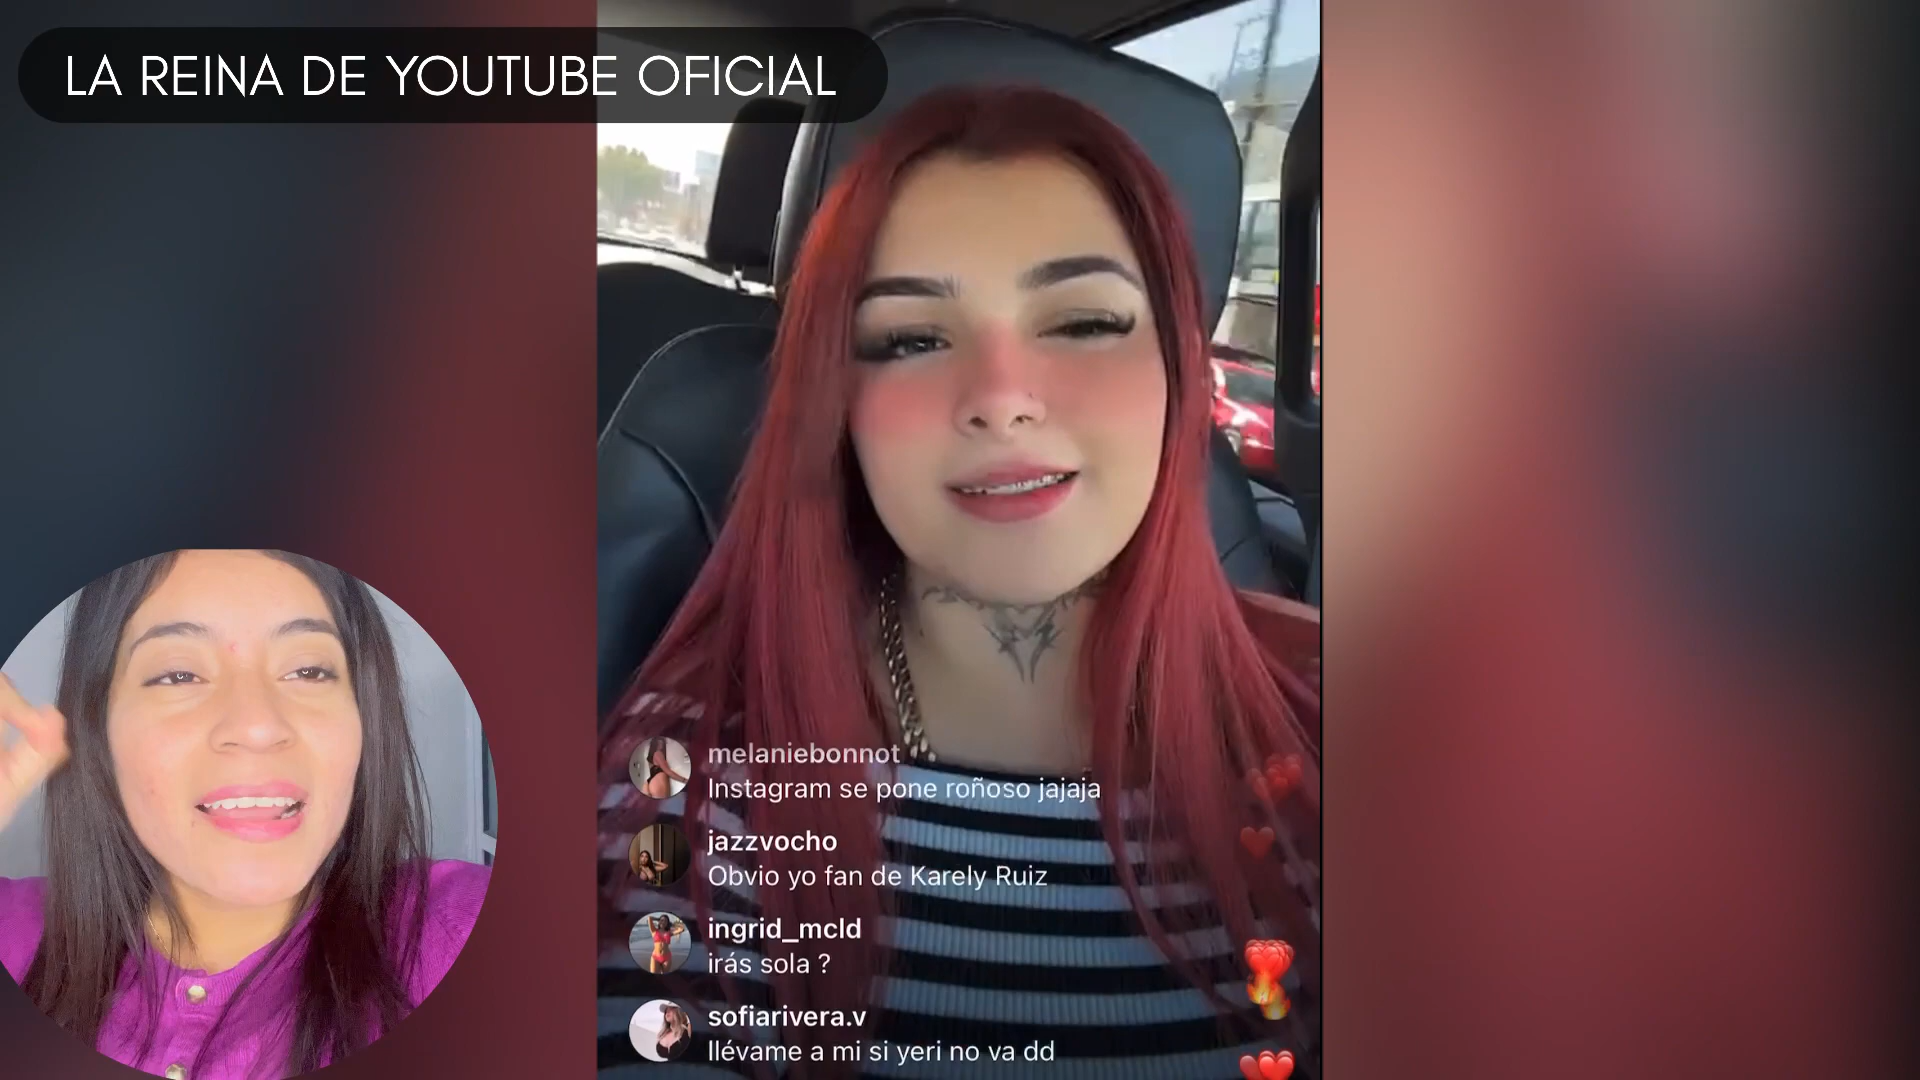 LA REINA DE YOUTUBE OFICIAL
melaniebonnot
Instagram se pone roñoso jajaja
jazzvocho
Obvio yo fan de Karely Ruiz
ingrid_mcld
irás sola ?
sofiarivera.v
llévame a mi si yeri no va dd